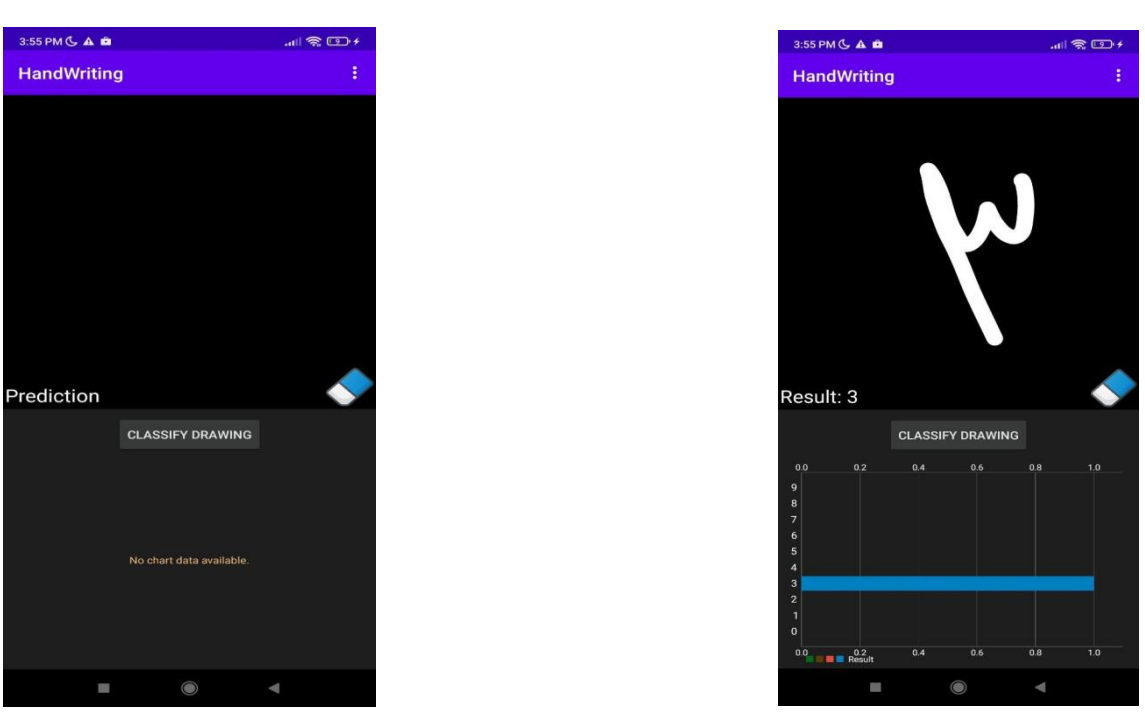 3:55 PM
HandWriting
Prediction
CLASSIFY DRAWING
No chart data available.
3:55 PM
HandWriting
٣
Result: 3
CLASSIFY DRAWING
0.0 0.2 0.4 0.6 0.8 1.0
9
8
7
6
5
4
3
2
1
0
0.0 0.2 0.4 0.6 0.8 1.0
Result